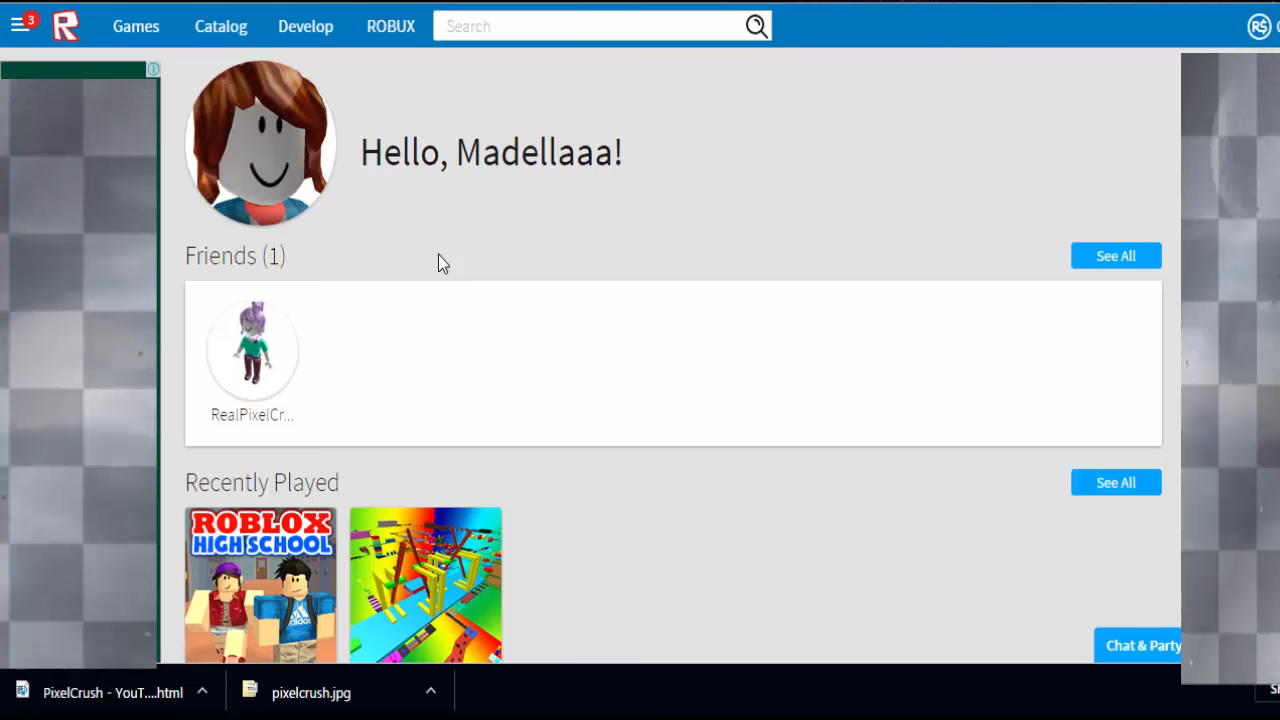 3
Games Catalog Develop ROBUX Search R$
Hello, Madellaaa!
Friends (1) See All
RealPixelCr...
Recently Played See All
ROBLOX
HIGH SCHOOL
adidas
Chat & Party
PixelCrush - YouT....html pixelcrush.jpg